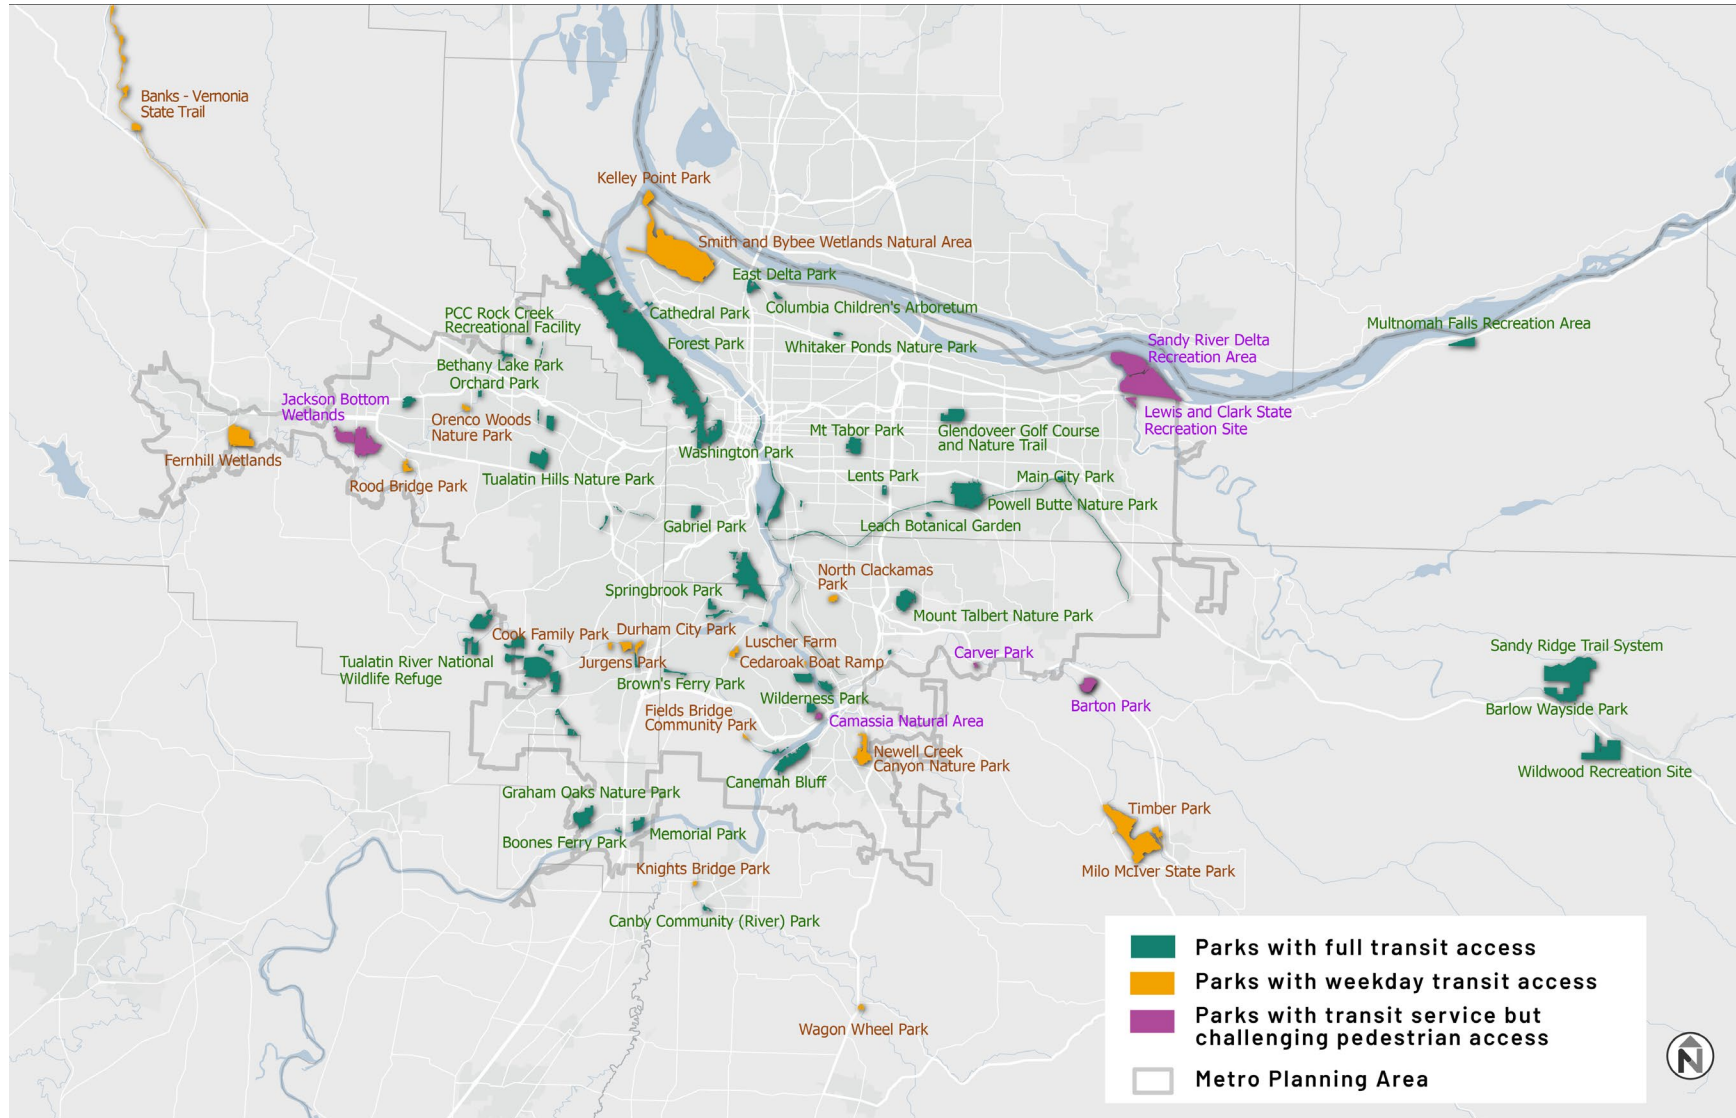 Banks - Vernonia
State Trail
Kelley Point Park
Smith and Bybee Wetlands Natural Area
East Delta Park
Columbia Children's Arboretum
Cathedral Park
PCC Rock Creek
Recreational Facility
Forest Park
Whitaker Ponds Nature Park
Multnomah Falls Recreation Area
Sandy River Delta
Recreation Area
Bethany Lake Park
Orchard Park
Jackson Bottom
Wetlands
Orenco Woods
Nature Park
Lewis and Clark State
Recreation Site
Mt Tabor Park
Glendoveer Golf Course
and Nature Trail
Washington Park
Fernhill Wetlands
Rood Bridge Park
Tualatin Hills Nature Park
Lents Park
Main City Park
Powell Butte Nature Park
Gabriel Park
Leach Botanical Garden
North Clackamas
Park
Springbrook Park
Mount Talbert Nature Park
Cook Family Park
Durham City Park
Luscher Farm
Jurgens Park
Cedaroak Boat Ramp
Carver Park
Sandy Ridge Trail System
Tualatin River National
Wildlife Refuge
Brown's Ferry Park
Wilderness Park
Barton Park
Barlow Wayside Park
Fields Bridge
Community Park
Camassia Natural Area
Newell Creek
Canyon Nature Park
Canemah Bluff
Wildwood Recreation Site
Graham Oaks Nature Park
Timber Park
Boones Ferry Park
Memorial Park
Knights Bridge Park
Milo McIver State Park
Canby Community (River) Park
Wagon Wheel Park
Parks with full transit access
Parks with weekday transit access
Parks with transit service but
challenging pedestrian access
Metro Planning Area
N